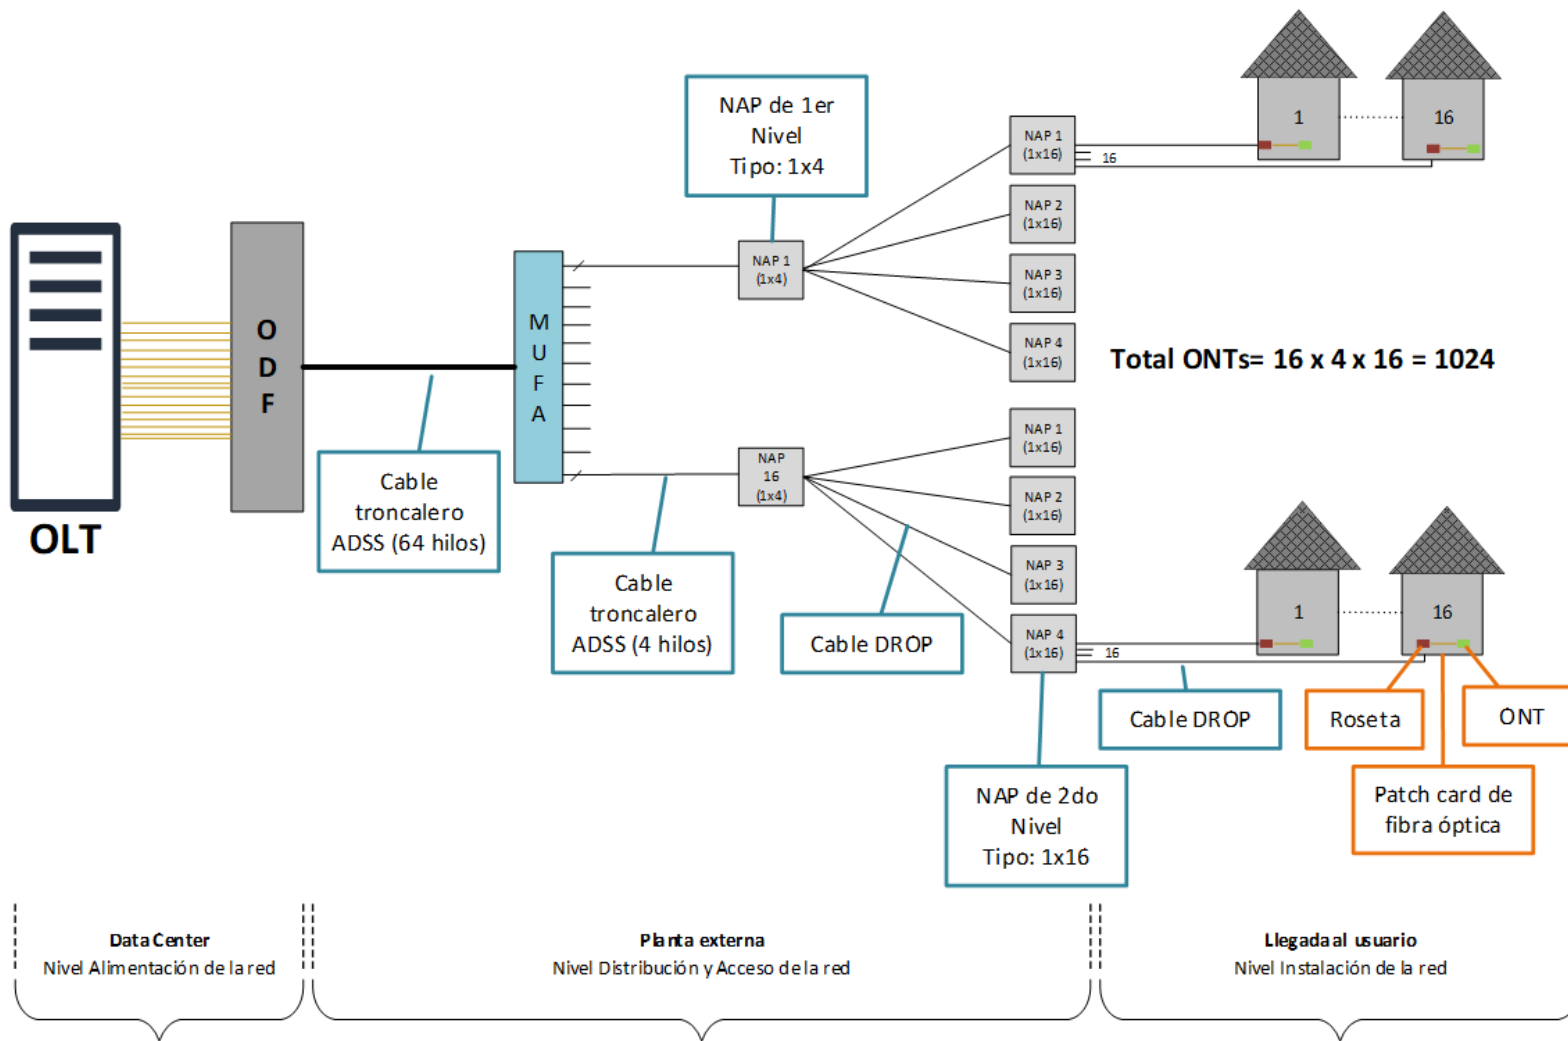 OLT
O
D
F
Cable
troncalero
ADSS (64 hilos)
M
U
F
A
Cable
troncalero
ADSS (4 hilos)
NAP de 1er
Nivel
Tipo: 1x4
NAP 1
(1x4)
NAP
16
(1x4)
Cable DROP
NAP 1
(1x16)
16
NAP 2
(1x16)
NAP 3
(1x16)
NAP 4
(1x16)
1
16
Total ONTs= 16 x 4 x 16 = 1024
NAP 1
(1x16)
NAP 2
(1x16)
NAP 3
(1x16)
NAP 4
(1x16)
16
1
16
NAP de 2do
Nivel
Tipo: 1x16
Cable DROP
Roseta
ONT
Patch card de
fibra óptica
Data Center
Nivel Alimentación de la red
Planta externa
Nivel Distribución y Acceso de la red
Llegada al usuario
Nivel Instalación de la red